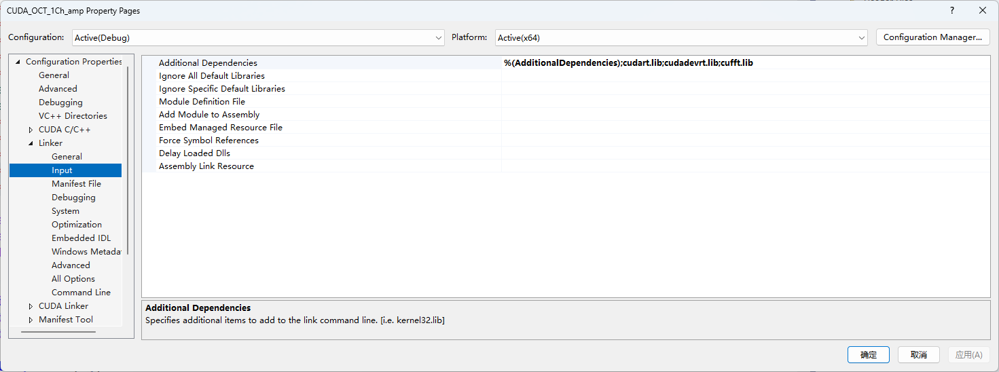 CUDA_OCT_1Ch_amp Property Pages
?
Configuration: Active(Debug) Platform: Active(x64) Configuration Manager...
Configuration Properties
General
Advanced
Debugging
VC++ Directories
CUDA C/C++
Linker
General
Input
Manifest File
Debugging
System
Optimization
Embedded IDL
Windows Metada
Advanced
All Options
Command Line
CUDA Linker
Manifest Tool
Additional Dependencies %(AdditionalDependencies);cudart.lib;cudadevrt.lib;cufft.lib
Ignore All Default Libraries
Ignore Specific Default Libraries
Module Definition File
Add Module to Assembly
Embed Managed Resource File
Force Symbol References
Delay Loaded Dlls
Assembly Link Resource
Additional Dependencies
Specifies additional items to add to the link command line. [i.e. kernel32.lib]
确定 取消 应用(A)